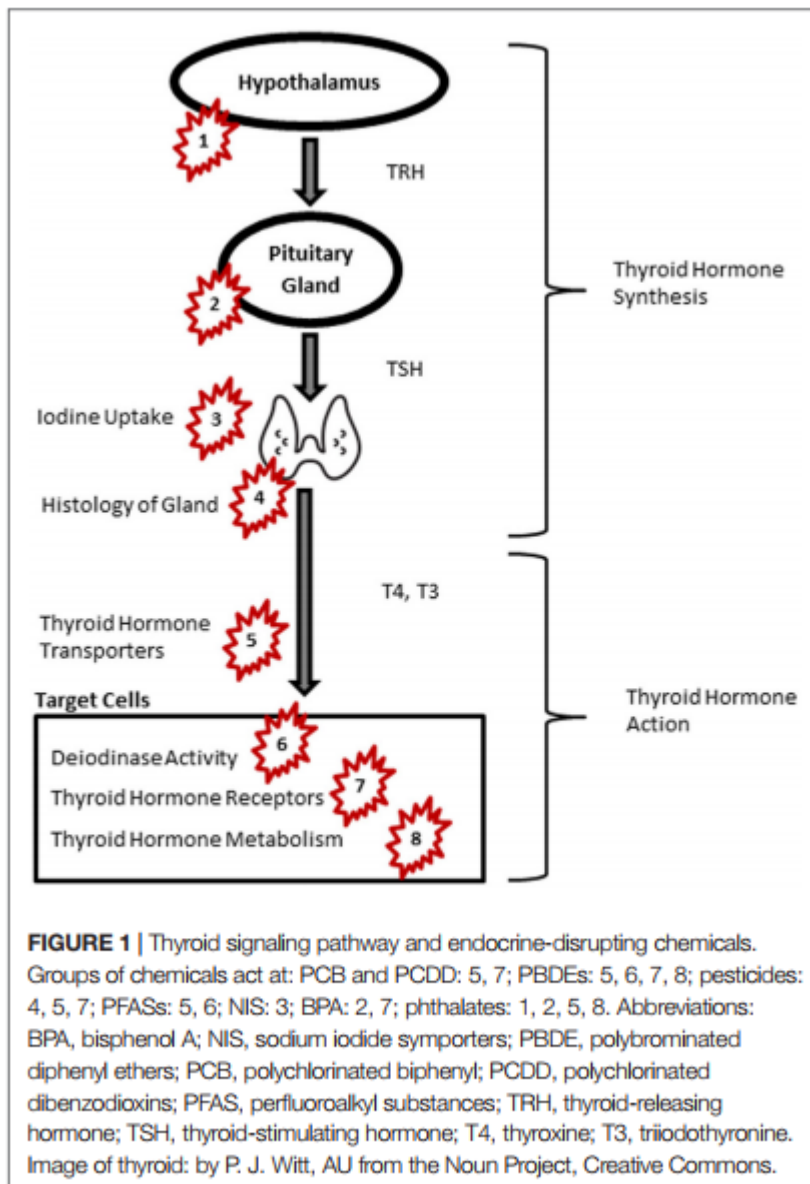 Hypothalamus
1
TRH
Pituitary
Gland
2
Thyroid Hormone
Synthesis
TSH
Iodine Uptake
3
Histology of Gland
4
T4, T3
Thyroid Hormone
Transporters
5
Thyroid Hormone
Action
Target Cells
6
Deiodinase Activity
7
Thyroid Hormone Receptors
Thyroid Hormone Metabolism
8
FIGURE 1 | Thyroid signaling pathway and endocrine-disrupting chemicals.
Groups of chemicals act at: PCB and PCDD: 5, 7; PBDEs: 5, 6, 7, 8; pesticides:
4, 5, 7; PFASs: 5, 6; NIS: 3; BPA: 2, 7; phthalates: 1, 2, 5, 8. Abbreviations:
BPA, bisphenol A; NIS, sodium iodide symporters; PBDE, polybrominated
diphenyl ethers; PCB, polychlorinated biphenyl; PCDD, polychlorinated
dibenzodioxins; PFAS, perfluoroalkyl substances; TRH, thyroid-releasing
hormone; TSH, thyroid-stimulating hormone; T4, thyroxine; T3, triiodothyronine.
Image of thyroid: by P. J. Witt, AU from the Noun Project, Creative Commons.